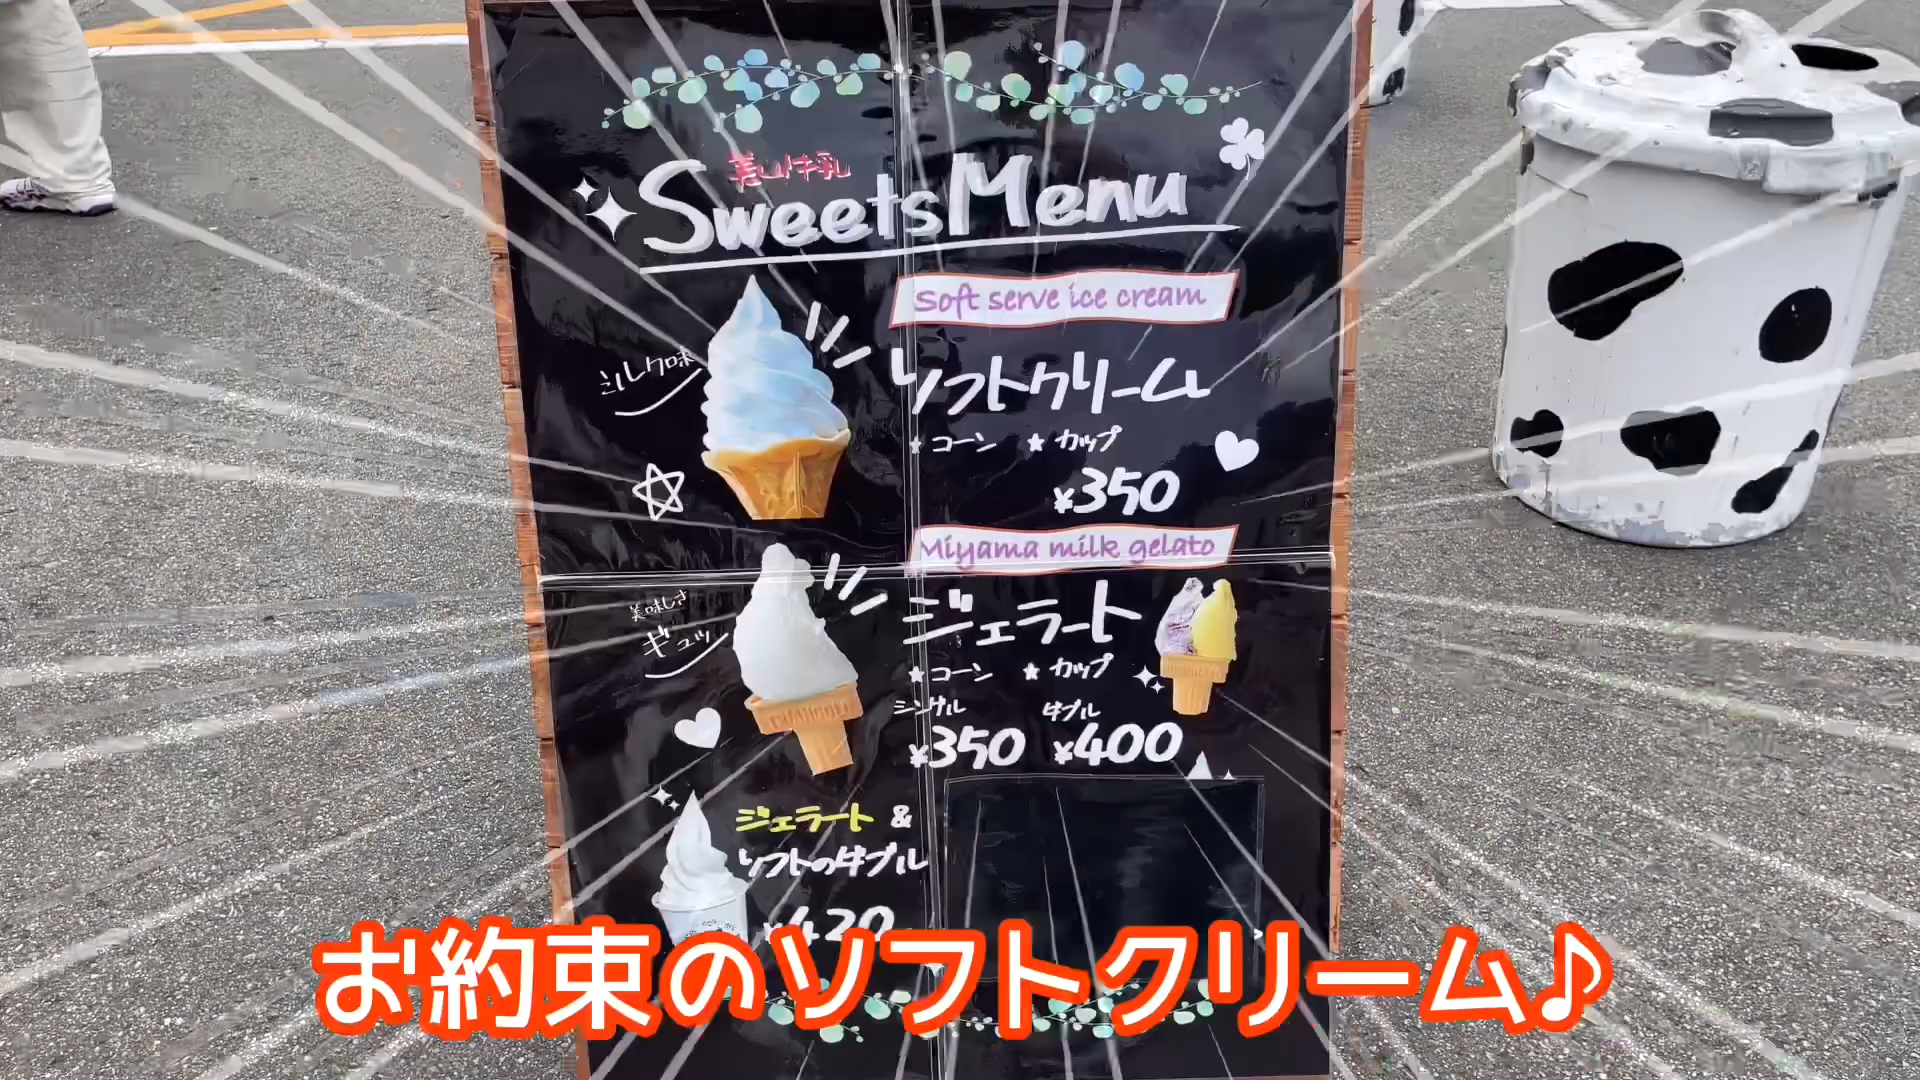 美山牛乳
Sweets Menu
Soft serve ice cream
ミルク味
ソフトクリーム
★コーン ★カップ
¥350
Miyama milk gelato
美味しさ
ギュッ
ジェラート
★コーン ★カップ
シングル ダブル
¥350 ¥400
ジェラート &
ソフトのダブル
¥420
お約束のソフトクリーム♪